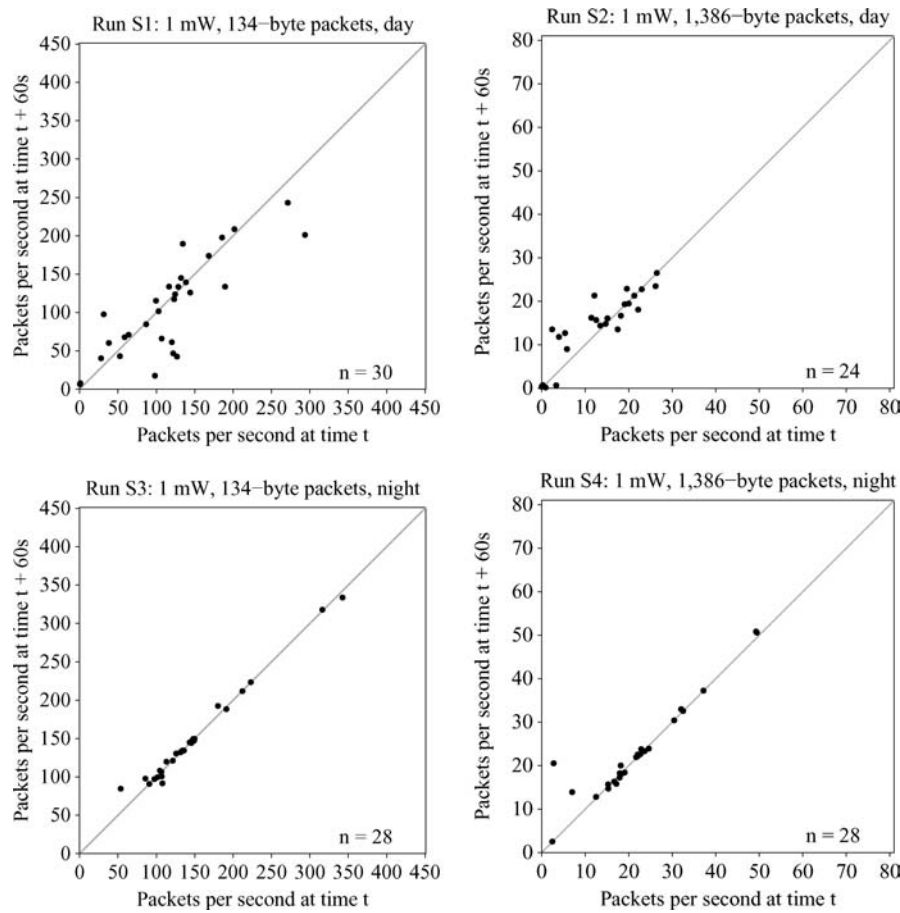 Run S1: 1 mW, 134−byte packets, day
Packets per second at time t + 60s
450
400
350
300
250
200
150
100
50
0
n = 30
0 50 100 150 200 250 300 350 400 450
Packets per second at time t
Run S2: 1 mW, 1,386−byte packets, day
Packets per second at time t + 60s
80
70
60
50
40
30
20
10
0
n = 24
0 10 20 30 40 50 60 70 80
Packets per second at time t
Run S3: 1 mW, 134−byte packets, night
Packets per second at time t + 60s
450
400
350
300
250
200
150
100
50
0
n = 28
0 50 100 150 200 250 300 350 400 450
Packets per second at time t
Run S4: 1 mW, 1,386−byte packets, night
Packets per second at time t + 60s
80
70
60
50
40
30
20
10
0
n = 28
0 10 20 30 40 50 60 70 80
Packets per second at time t